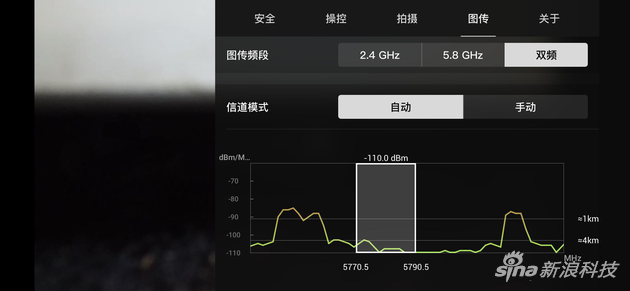 安全 操控 拍摄 图传 关于
图传频段 2.4 GHz 5.8 GHz 双频
信道模式 自动 手动
dBm/M... -110.0 dBm
-70
-80
-90
≈1km
-100
≈4km
-110
MHz
5770.5 5790.5
sina新浪科技